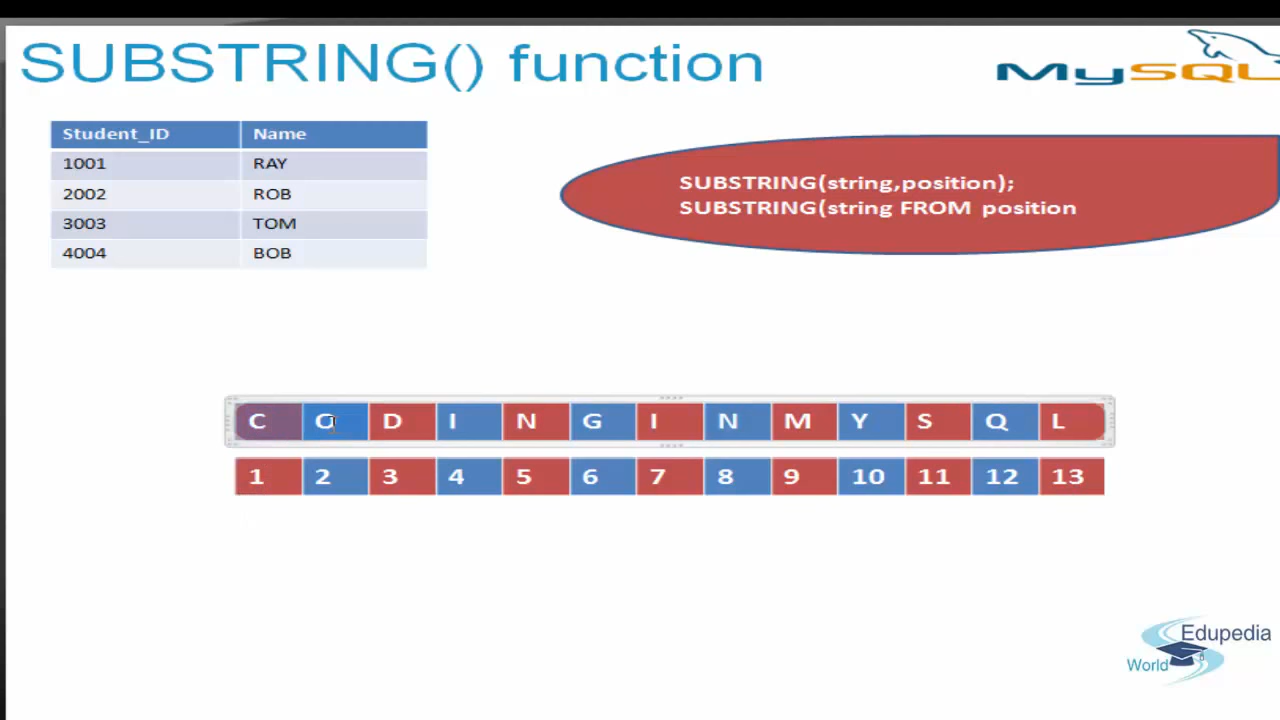 SUBSTRING() function
MySQL
Student_ID Name
1001 RAY
2002 ROB
3003 TOM
4004 BOB
SUBSTRING(string,position);
SUBSTRING(string FROM position
C O D I N G I N M Y S Q L
1 2 3 4 5 6 7 8 9 10 11 12 13
Edupedia
World